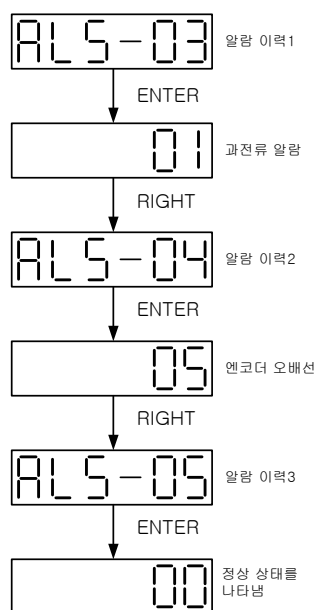 ALS-03
알람 이력1
ENTER
01
과전류 알람
RIGHT
ALS-04
알람 이력2
ENTER
05
엔코더 오배선
RIGHT
ALS-05
알람 이력3
ENTER
00
정상 상태를
나타냄